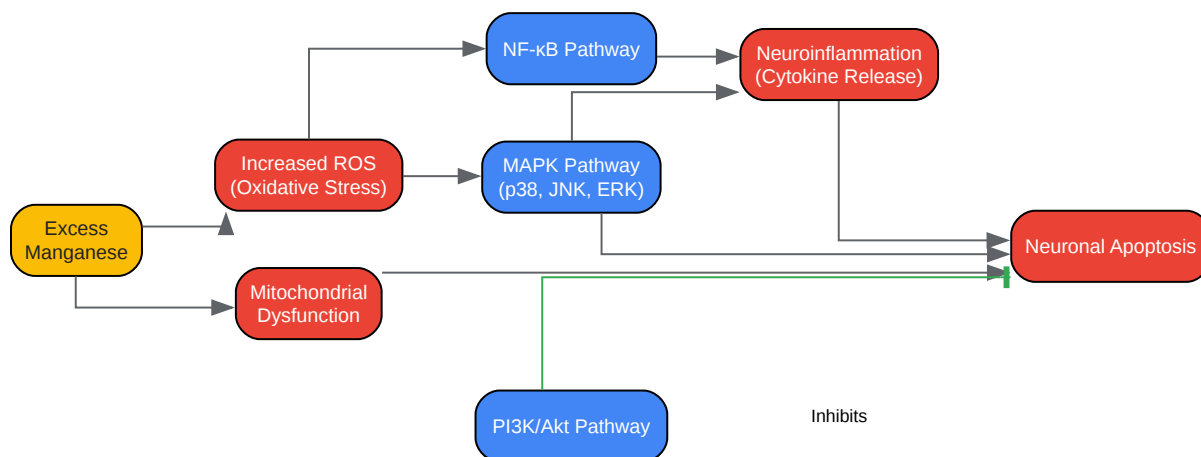 NF-κB Pathway
Neuroinflammation
(Cytokine Release)
Increased ROS
(Oxidative Stress)
MAPK Pathway
(p38, JNK, ERK)
Excess
Manganese
Neuronal Apoptosis
Mitochondrial
Dysfunction
PI3K/Akt Pathway
Inhibits